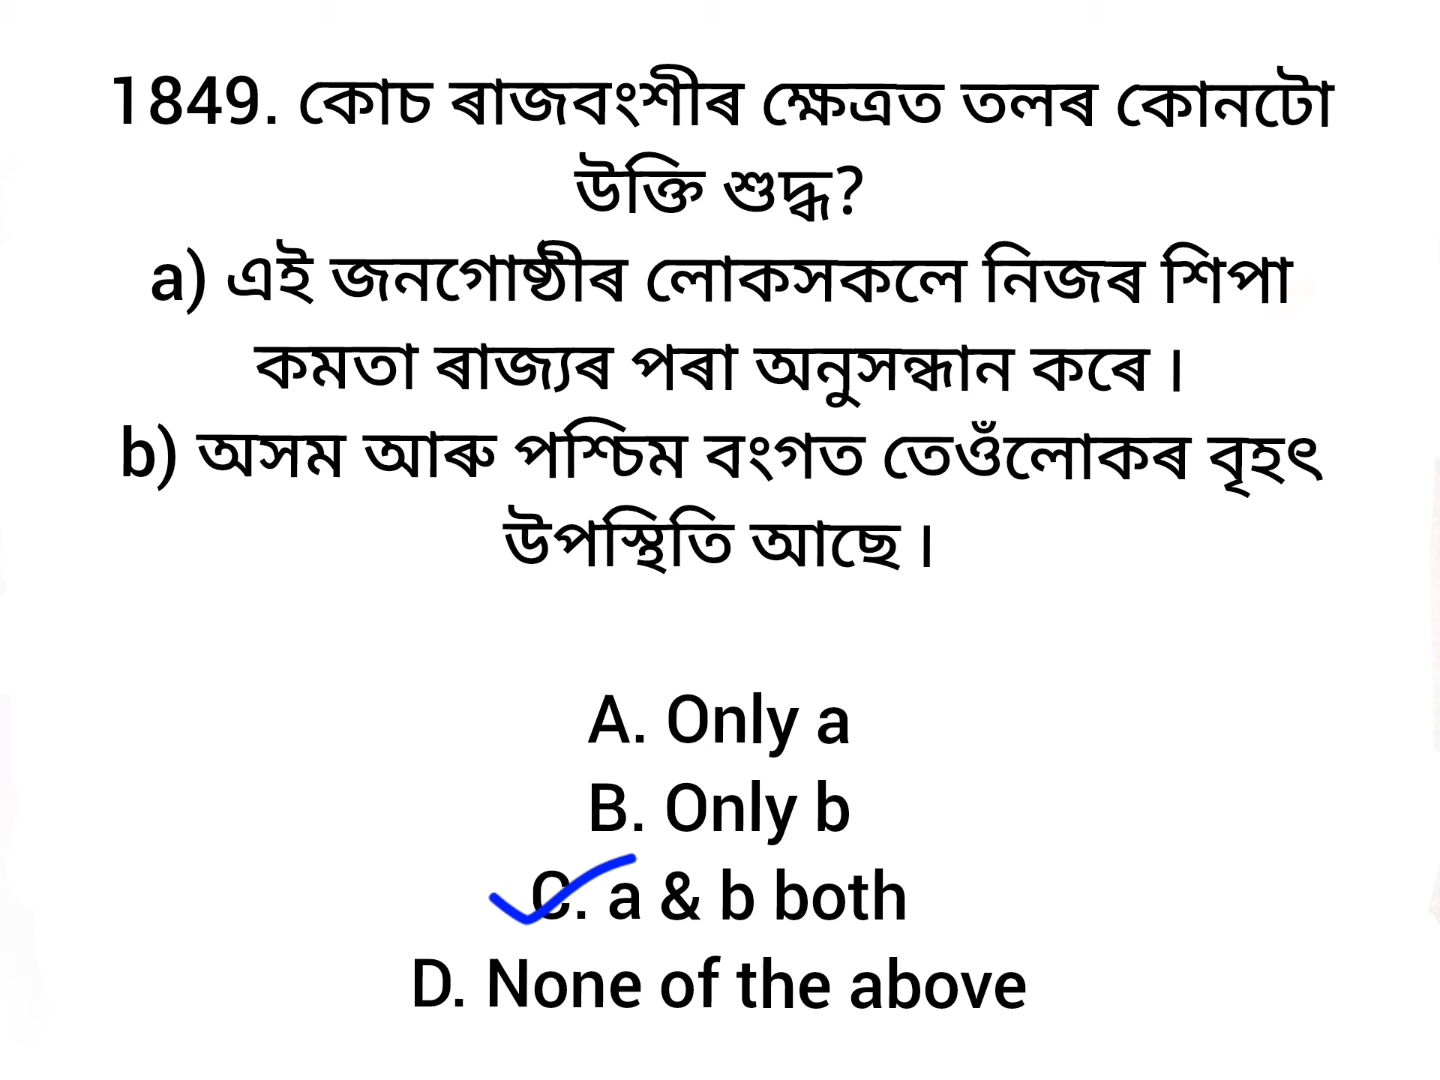 1849. কোচ ৰাজবংশীৰ ক্ষেত্ৰত তলৰ কোনটো
উক্তি শুদ্ধ?
a) এই জনগোষ্ঠীৰ লোকসকলে নিজৰ শিপা
কমতা ৰাজ্যৰ পৰা অনুসন্ধান কৰে।
b) অসম আৰু পশ্চিম বংগত তেওঁলোকৰ বৃহৎ
উপস্থিতি আছে।
A. Only a
B. Only b
C. a & b both
D. None of the above